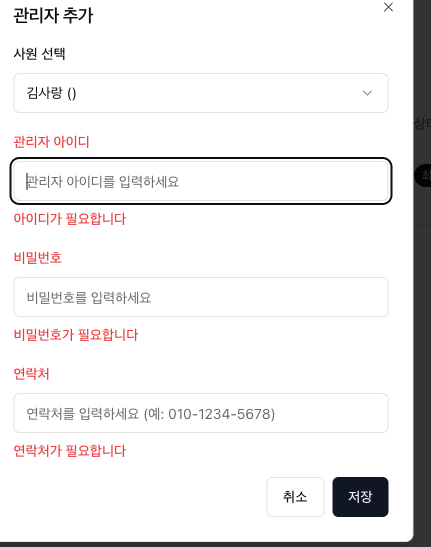 관리자 추가
사원 선택
김사랑 ()
관리자 아이디
관리자 아이디를 입력하세요
아이디가 필요합니다
비밀번호
비밀번호를 입력하세요
비밀번호가 필요합니다
연락처
연락처를 입력하세요 (예: 010-1234-5678)
연락처가 필요합니다
취소
저장